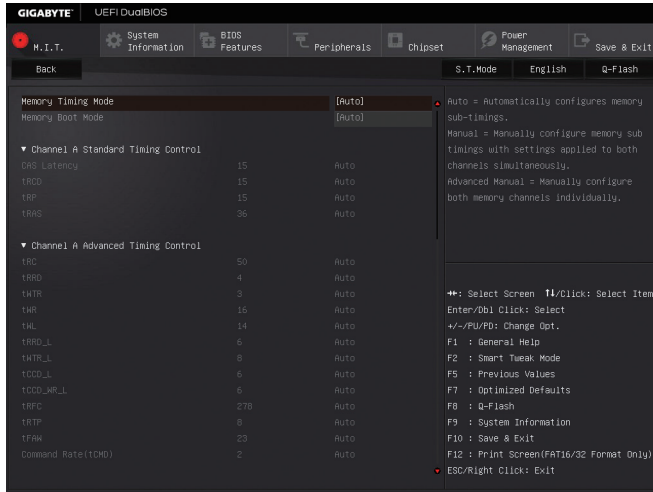 GIGABYTE™ UEFI DualBIOS
M.I.T. System Information BIOS Features Peripherals Chipset Power Management Save & Exit
Back S.T.Mode English Q-Flash
Memory Timing Mode [Auto]
Memory Boot Mode [Auto]
▼ Channel A Standard Timing Control
CAS Latency 15 Auto
tRCD 15 Auto
tRP 15 Auto
tRAS 36 Auto
▼ Channel A Advanced Timing Control
tRC 50 Auto
tRRD 4 Auto
tWTR 3 Auto
tWR 16 Auto
tWL 14 Auto
tRRD_L 6 Auto
tWTR_L 8 Auto
tCCD_L 6 Auto
tCCD_WR_L 6 Auto
tRFC 278 Auto
tRTP 8 Auto
tFAW 23 Auto
Command Rate(tCMD) 2 Auto
Auto = Automatically configures memory
sub-timings.
Manual = Manually configure memory sub
timings with settings applied to both
channels simultaneously.
Advanced Manual = Manually configure
both memory channels individually.
→←: Select Screen ↑↓/Click: Select Item
Enter/Dbl Click: Select
+/-/PU/PD: Change Opt.
F1 : General Help
F2 : Smart Tweak Mode
F5 : Previous Values
F7 : Optimized Defaults
F8 : Q-Flash
F9 : System Information
F10 : Save & Exit
F12 : Print Screen(FAT16/32 Format Only)
ESC/Right Click: Exit